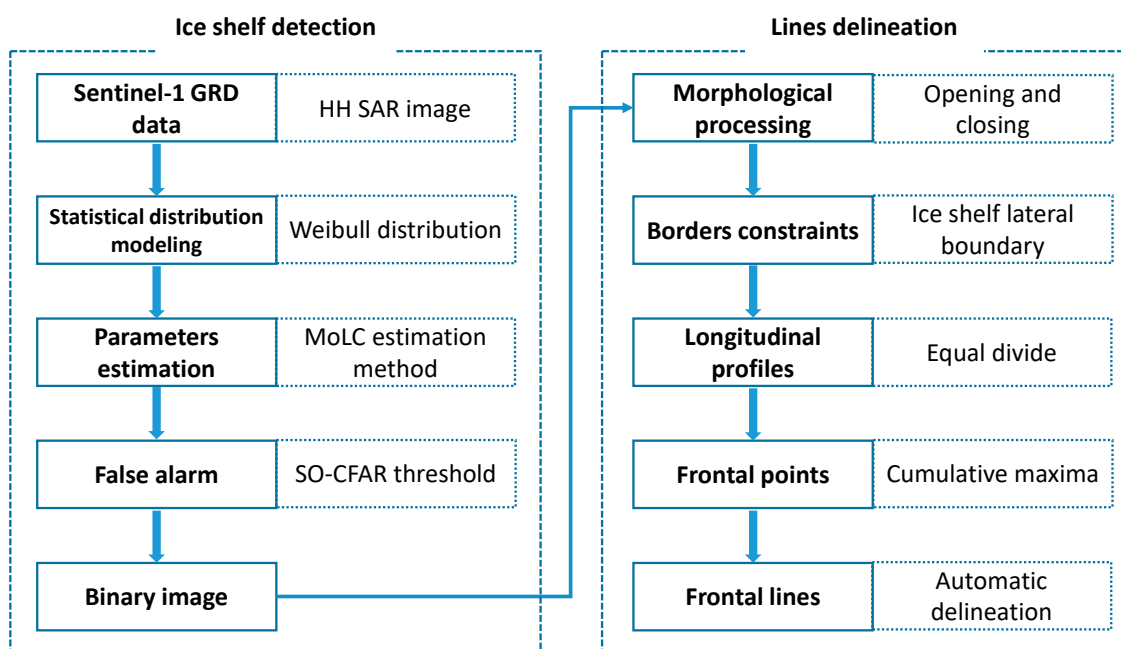 Ice shelf detection
Sentinel-1 GRD
data
HH SAR image
Statistical distribution
modeling
Weibull distribution
Parameters
estimation
MoLC estimation
method
False alarm
SO-CFAR threshold
Binary image
Lines delineation
Morphological
processing
Opening and
closing
Borders constraints
Ice shelf lateral
boundary
Longitudinal
profiles
Equal divide
Frontal points
Cumulative maxima
Frontal lines
Automatic
delineation